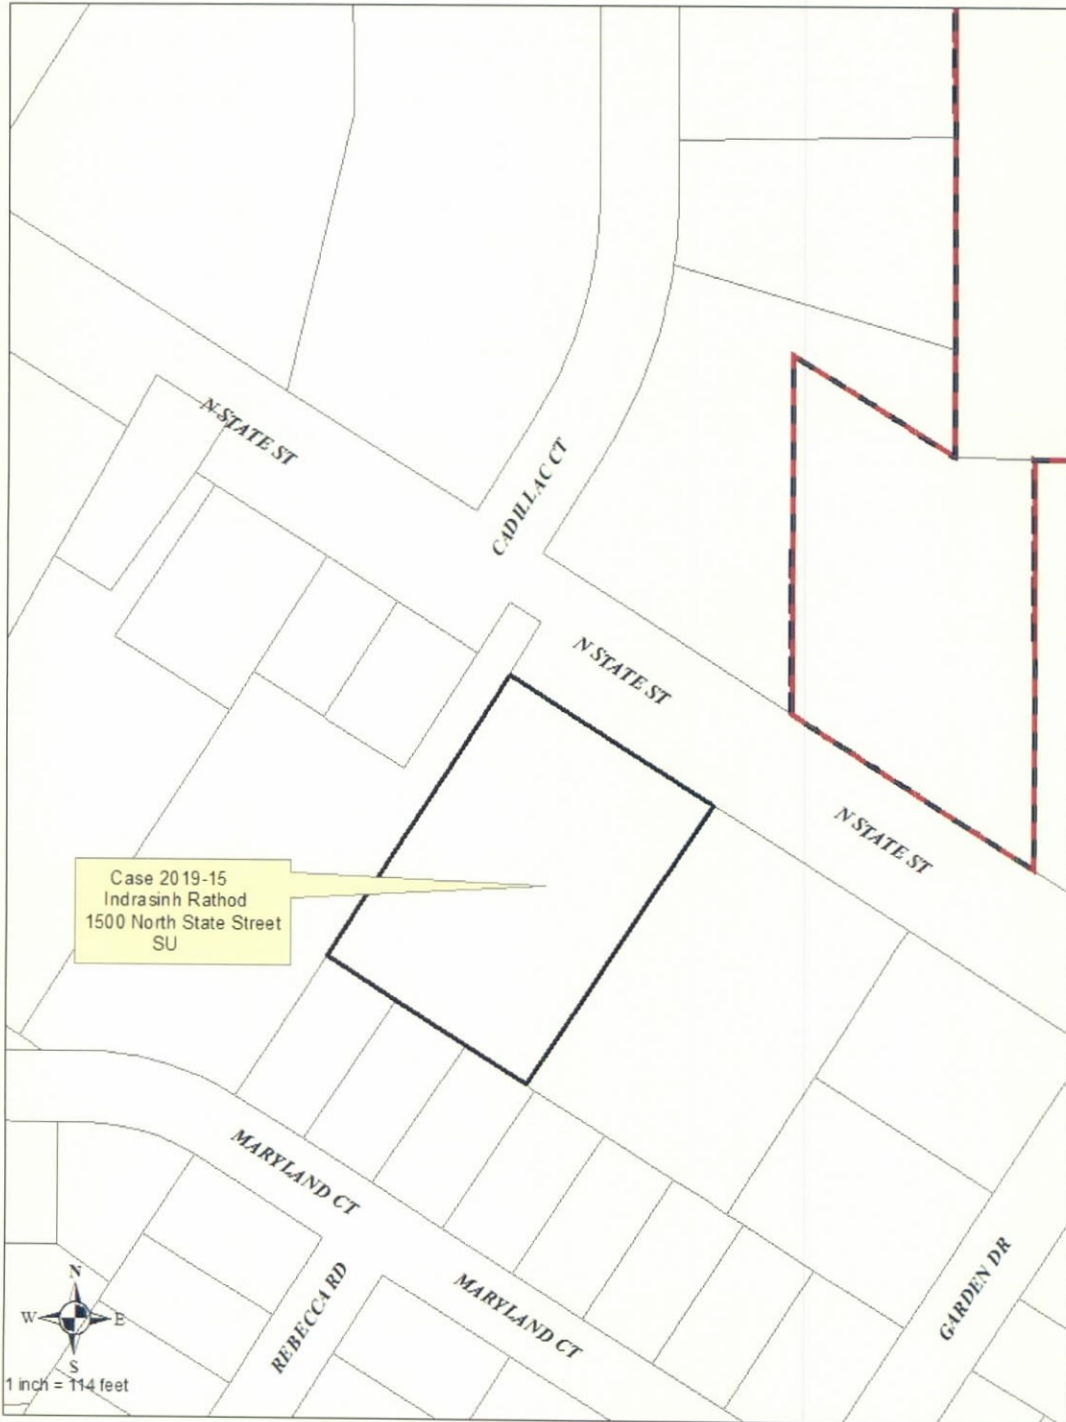 N STATE ST
CADILLAC CT
N STATE ST
N STATE ST
Case 2019-15
Indrasinh Rathod
1500 North State Street
SU
MARYLAND CT
REBECCA RD
MARYLAND CT
GARDEN DR
N
W E
S
1 inch = 114 feet